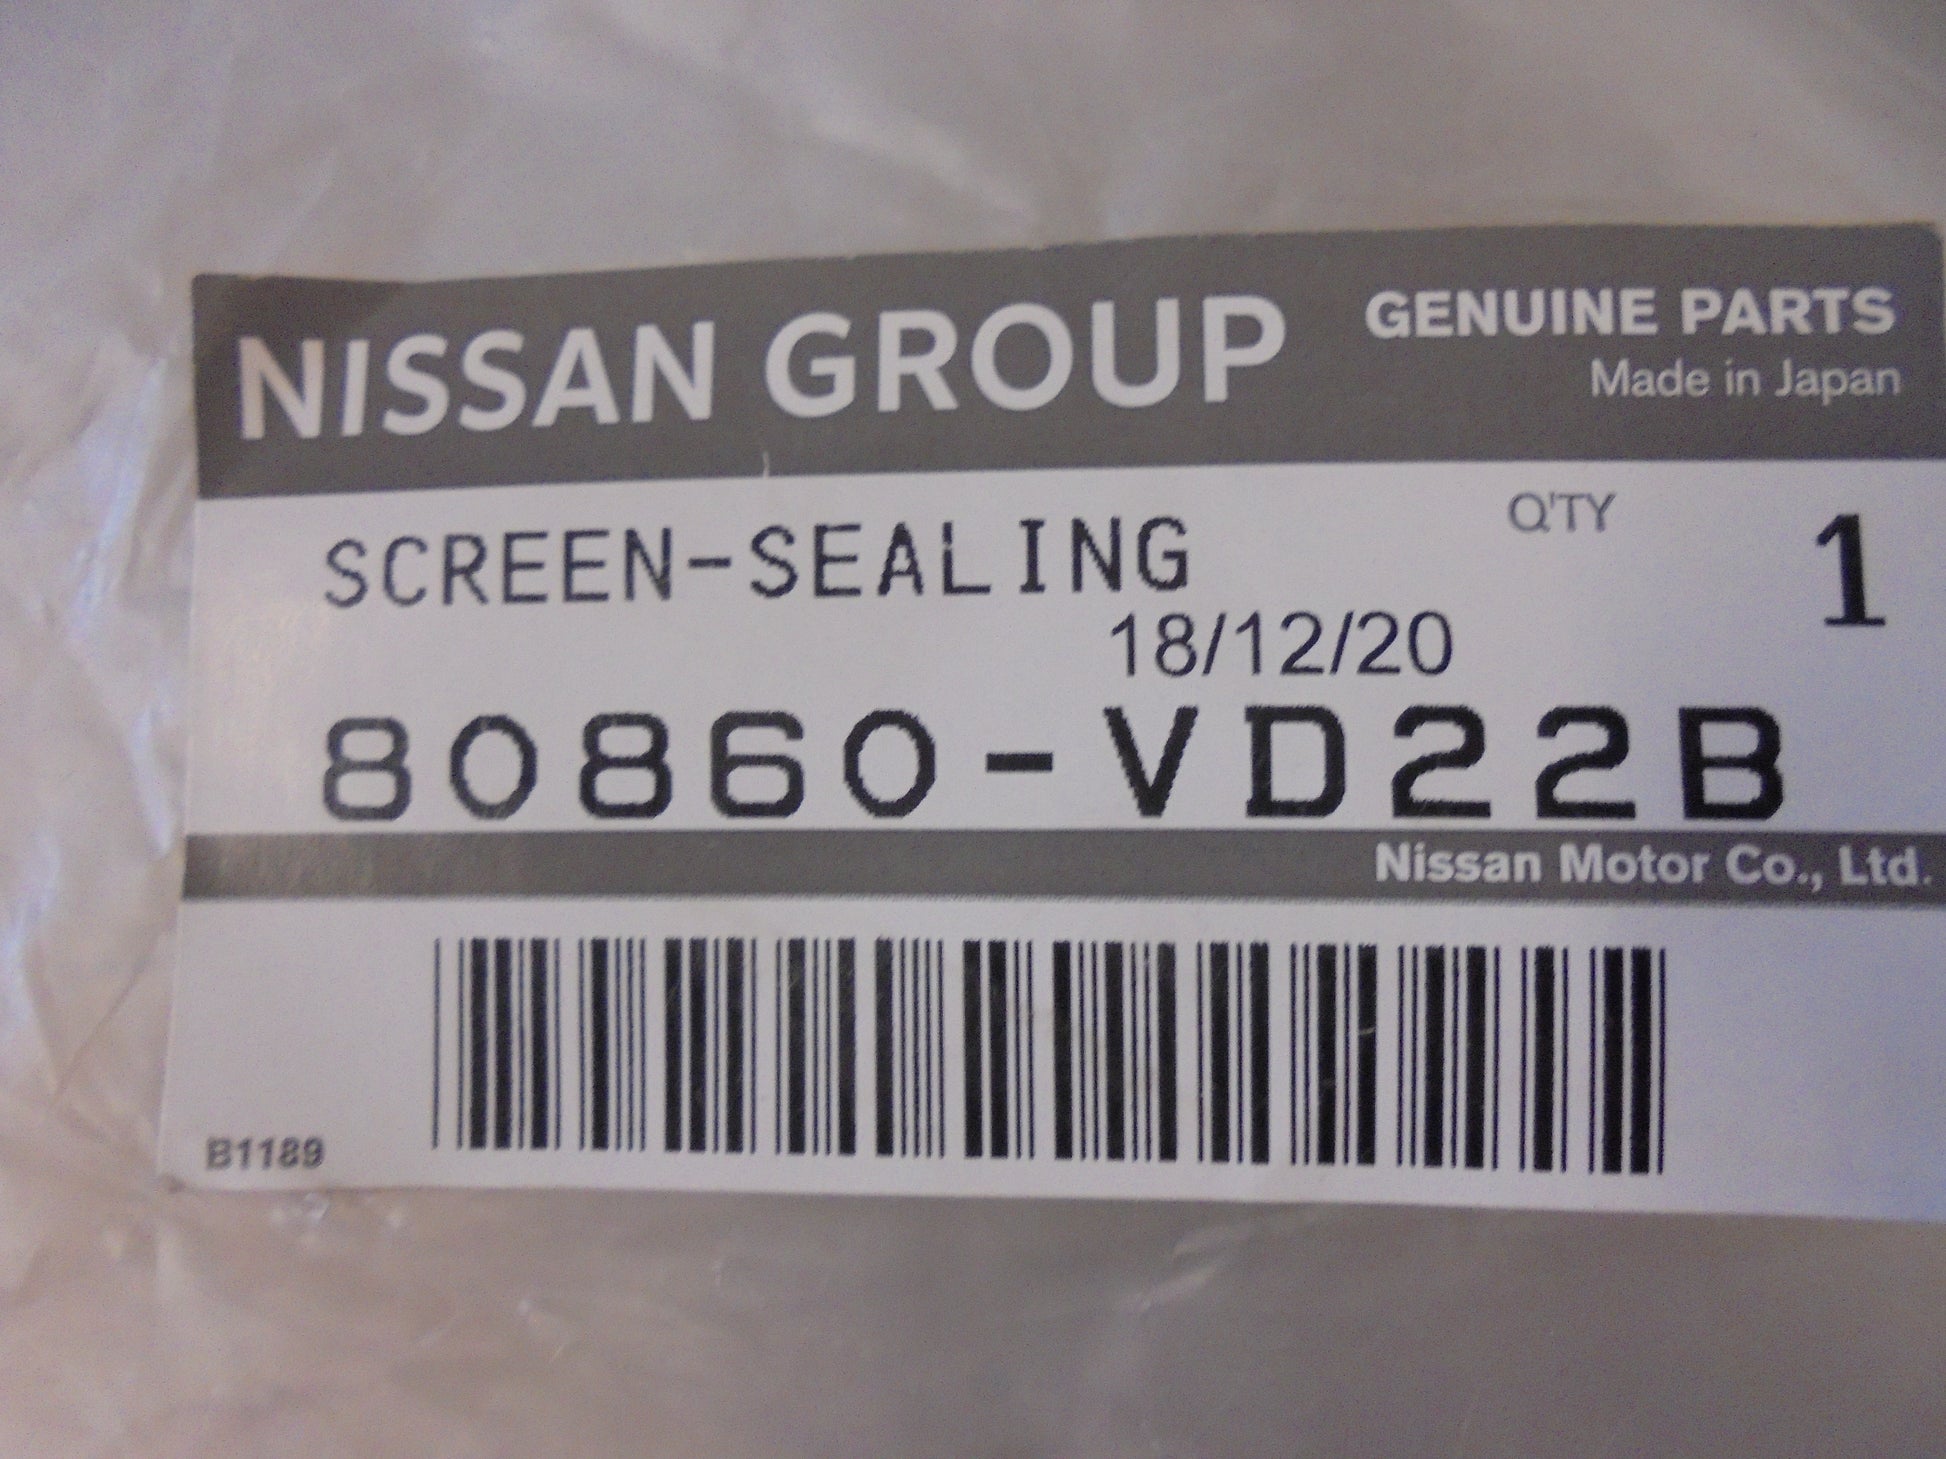 NISSAN GROUP
GENUINE PARTS
Made in Japan
SCREEN-SEALING
Q'TY
1
18/12/20
80860-VD22B
Nissan Motor Co., Ltd.
B1189